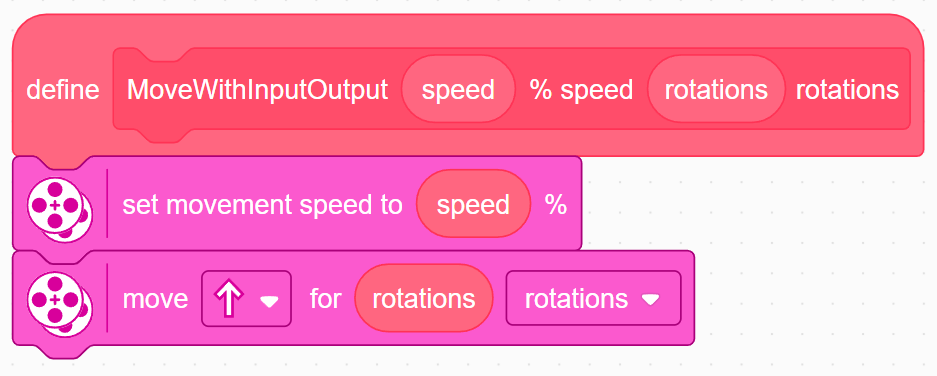 define MoveWithInputOutput speed % speed rotations rotations
set movement speed to speed %
move for rotations rotations